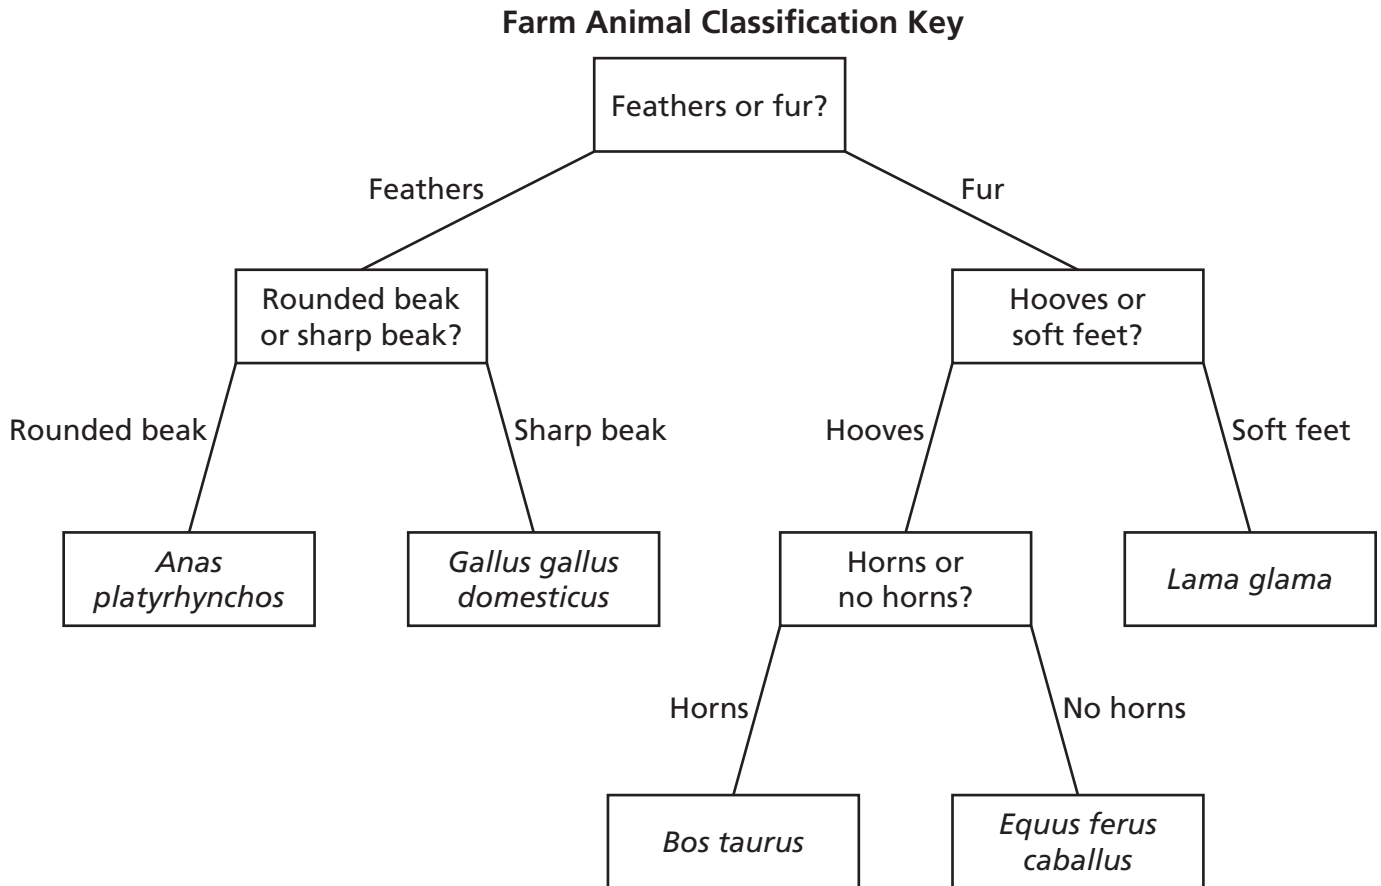 Farm Animal Classification Key
Feathers or fur?
Feathers
Fur
Rounded beak
or sharp beak?
Hooves or
soft feet?
Rounded beak
Sharp beak
Hooves
Soft feet
Anas
platyrhynchos
Gallus gallus
domesticus
Horns or
no horns?
Lama glama
Horns
No horns
Bos taurus
Equus ferus
caballus